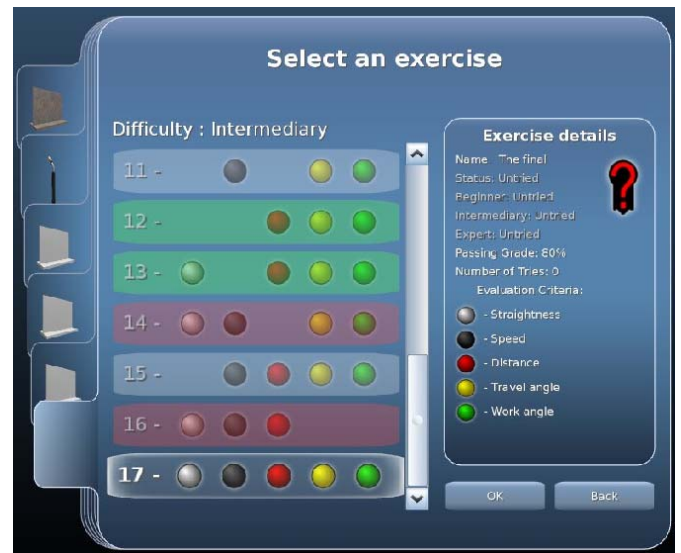 Select an exercise
Difficulty : Intermediary
11 -
12 -
13 -
14 -
15 -
16 -
17 -
Exercise details
Name: The final
Status: Untried
Beginner: Untried
Intermediary: Untried
Expert: Untried
Passing Grade: 80%
Number of Tries: 0
Evaluation Criteria:
- Straightness
- Speed
- Distance
- Travel angle
- Work angle
OK
Back